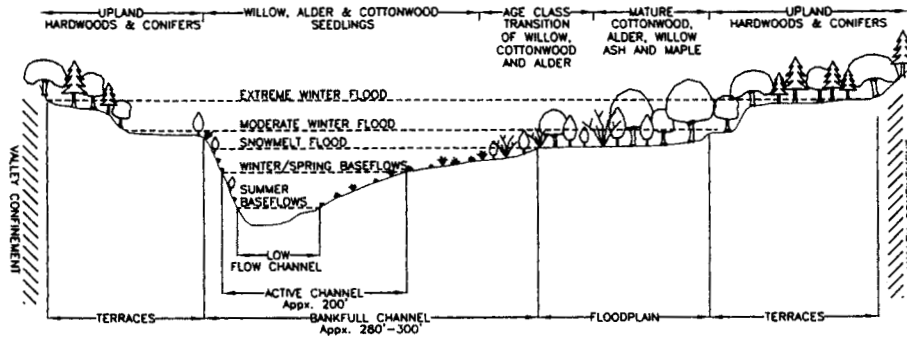 UPLAND
HARDWOODS & CONIFERS
WILLOW, ALDER & COTTONWOOD
SEEDLINGS
AGE CLASS
TRANSITION
OF WILLOW,
COTTONWOOD
AND ALDER
MATURE
COTTONWOOD,
ALDER, WILLOW
ASH AND MAPLE
UPLAND
HARDWOODS & CONIFERS
EXTREME WINTER FLOOD
MODERATE WINTER FLOOD
SNOWMELT FLOOD
WINTER/SPRING BASEFLOWS
SUMMER
BASEFLOWS
VALLEY CONFINEMENT
LOW
FLOW CHANNEL
ACTIVE CHANNEL
Appx. 200'
TERRACES
BANKFULL CHANNEL
Appx. 280'-300'
FLOODPLAIN
TERRACES